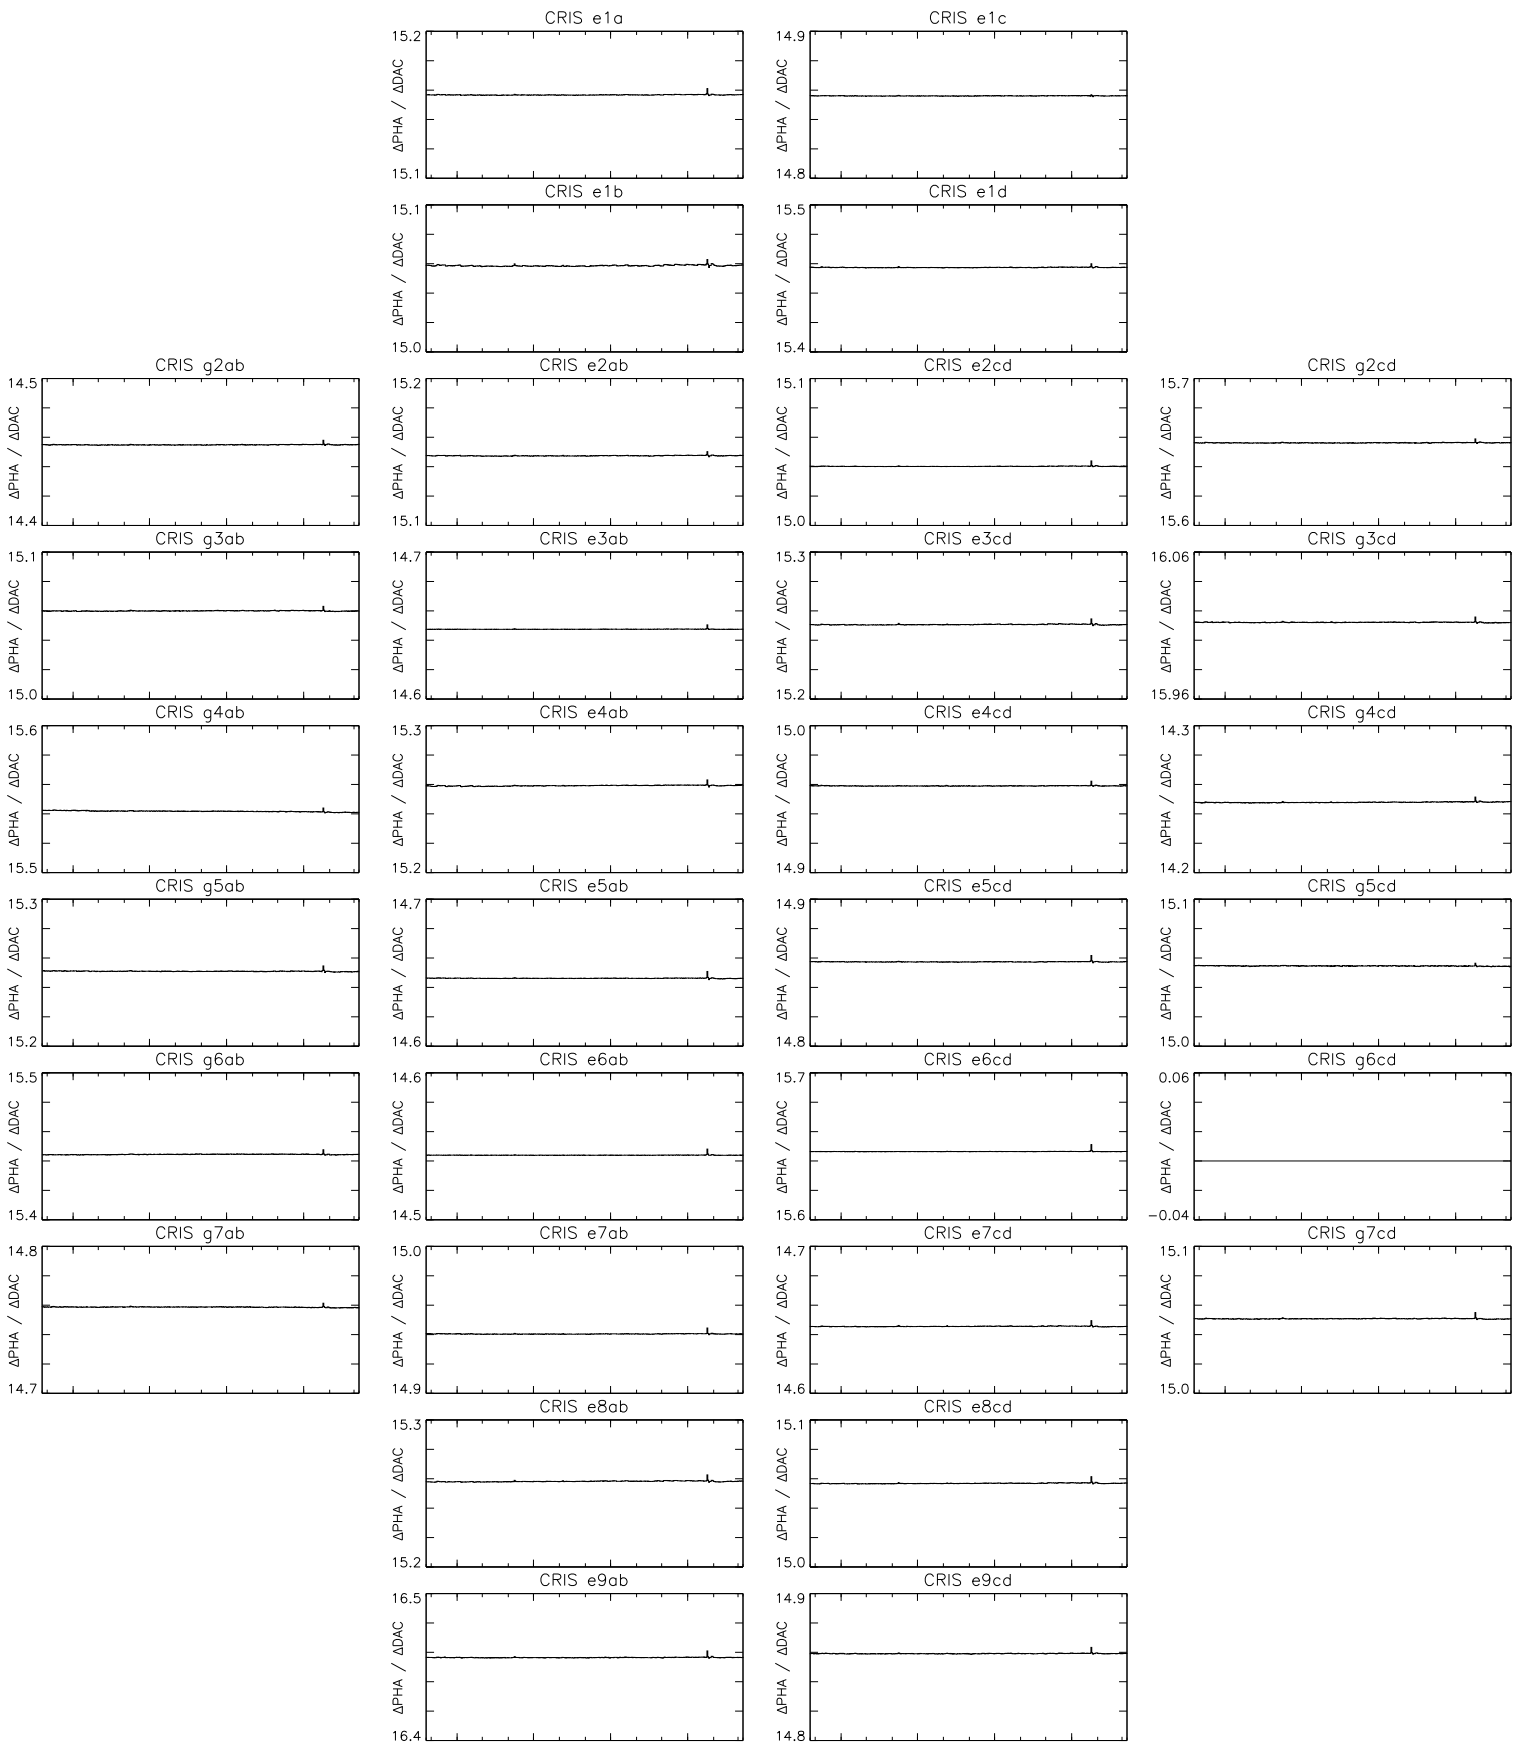 CRIS e1a
15.2
ΔPHA / ΔDAC
15.1
CRIS e1c
14.9
ΔPHA / ΔDAC
14.8
CRIS e1b
15.1
ΔPHA / ΔDAC
15.0
CRIS e1d
15.5
ΔPHA / ΔDAC
15.4
CRIS g2ab
14.5
ΔPHA / ΔDAC
14.4
CRIS e2ab
15.2
ΔPHA / ΔDAC
15.1
CRIS e2cd
15.1
ΔPHA / ΔDAC
15.0
CRIS g2cd
15.7
ΔPHA / ΔDAC
15.6
CRIS g3ab
15.1
ΔPHA / ΔDAC
15.0
CRIS e3ab
14.7
ΔPHA / ΔDAC
14.6
CRIS e3cd
15.3
ΔPHA / ΔDAC
15.2
CRIS g3cd
16.06
ΔPHA / ΔDAC
15.96
CRIS g4ab
15.6
ΔPHA / ΔDAC
15.5
CRIS e4ab
15.3
ΔPHA / ΔDAC
15.2
CRIS e4cd
15.0
ΔPHA / ΔDAC
14.9
CRIS g4cd
14.3
ΔPHA / ΔDAC
14.2
CRIS g5ab
15.3
ΔPHA / ΔDAC
15.2
CRIS e5ab
14.7
ΔPHA / ΔDAC
14.6
CRIS e5cd
14.9
ΔPHA / ΔDAC
14.8
CRIS g5cd
15.1
ΔPHA / ΔDAC
15.0
CRIS g6ab
15.5
ΔPHA / ΔDAC
15.4
CRIS e6ab
14.6
ΔPHA / ΔDAC
14.5
CRIS e6cd
15.7
ΔPHA / ΔDAC
15.6
CRIS g6cd
0.06
ΔPHA / ΔDAC
−0.04
CRIS g7ab
14.8
ΔPHA / ΔDAC
14.7
CRIS e7ab
15.0
ΔPHA / ΔDAC
14.9
CRIS e7cd
14.7
ΔPHA / ΔDAC
14.6
CRIS g7cd
15.1
ΔPHA / ΔDAC
15.0
CRIS e8ab
15.3
ΔPHA / ΔDAC
15.2
CRIS e8cd
15.1
ΔPHA / ΔDAC
15.0
CRIS e9ab
16.5
ΔPHA / ΔDAC
16.4
CRIS e9cd
14.9
ΔPHA / ΔDAC
14.8